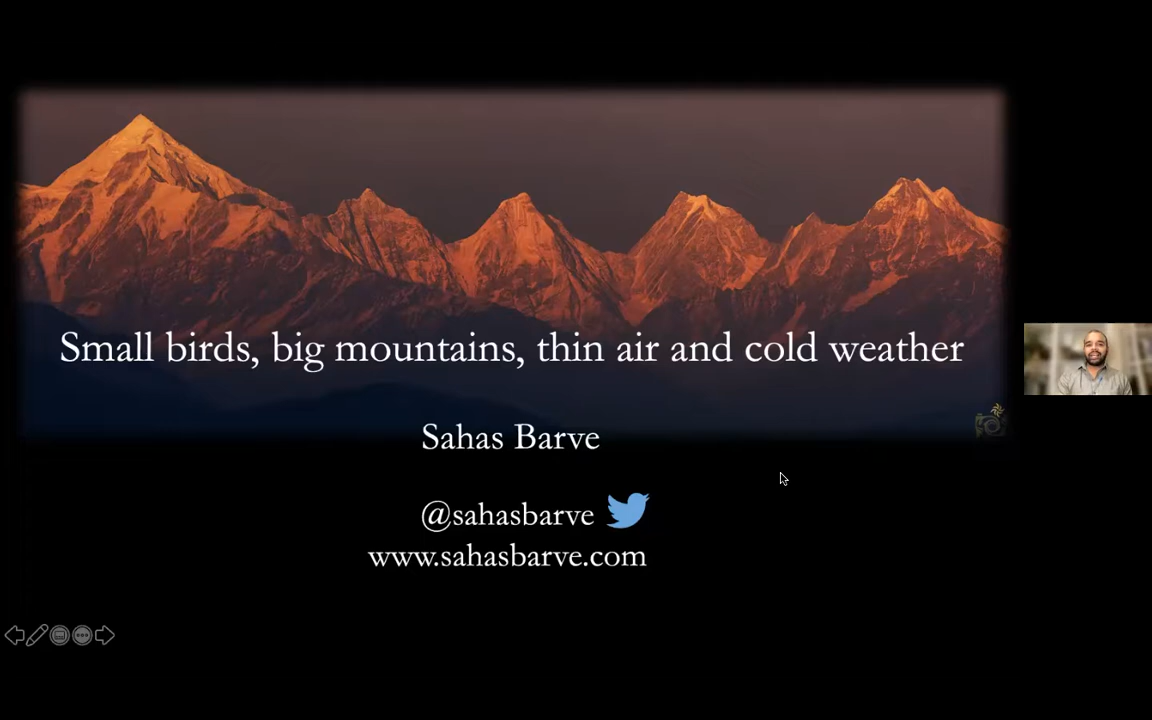 Small birds, big mountains, thin air and cold weather
Sahas Barve
@sahasbarve
www.sahasbarve.com